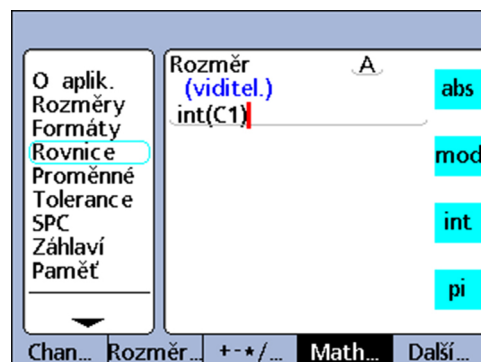 O aplik.
Rozměry
Formáty
Rovnice
Proměnné
Tolerance
SPC
Záhlaví
Paměť
Rozměr A
(viditel.)
int(C1)
abs
mod
int
pi
Chan... Rozměr... +-*/... Math... Další...